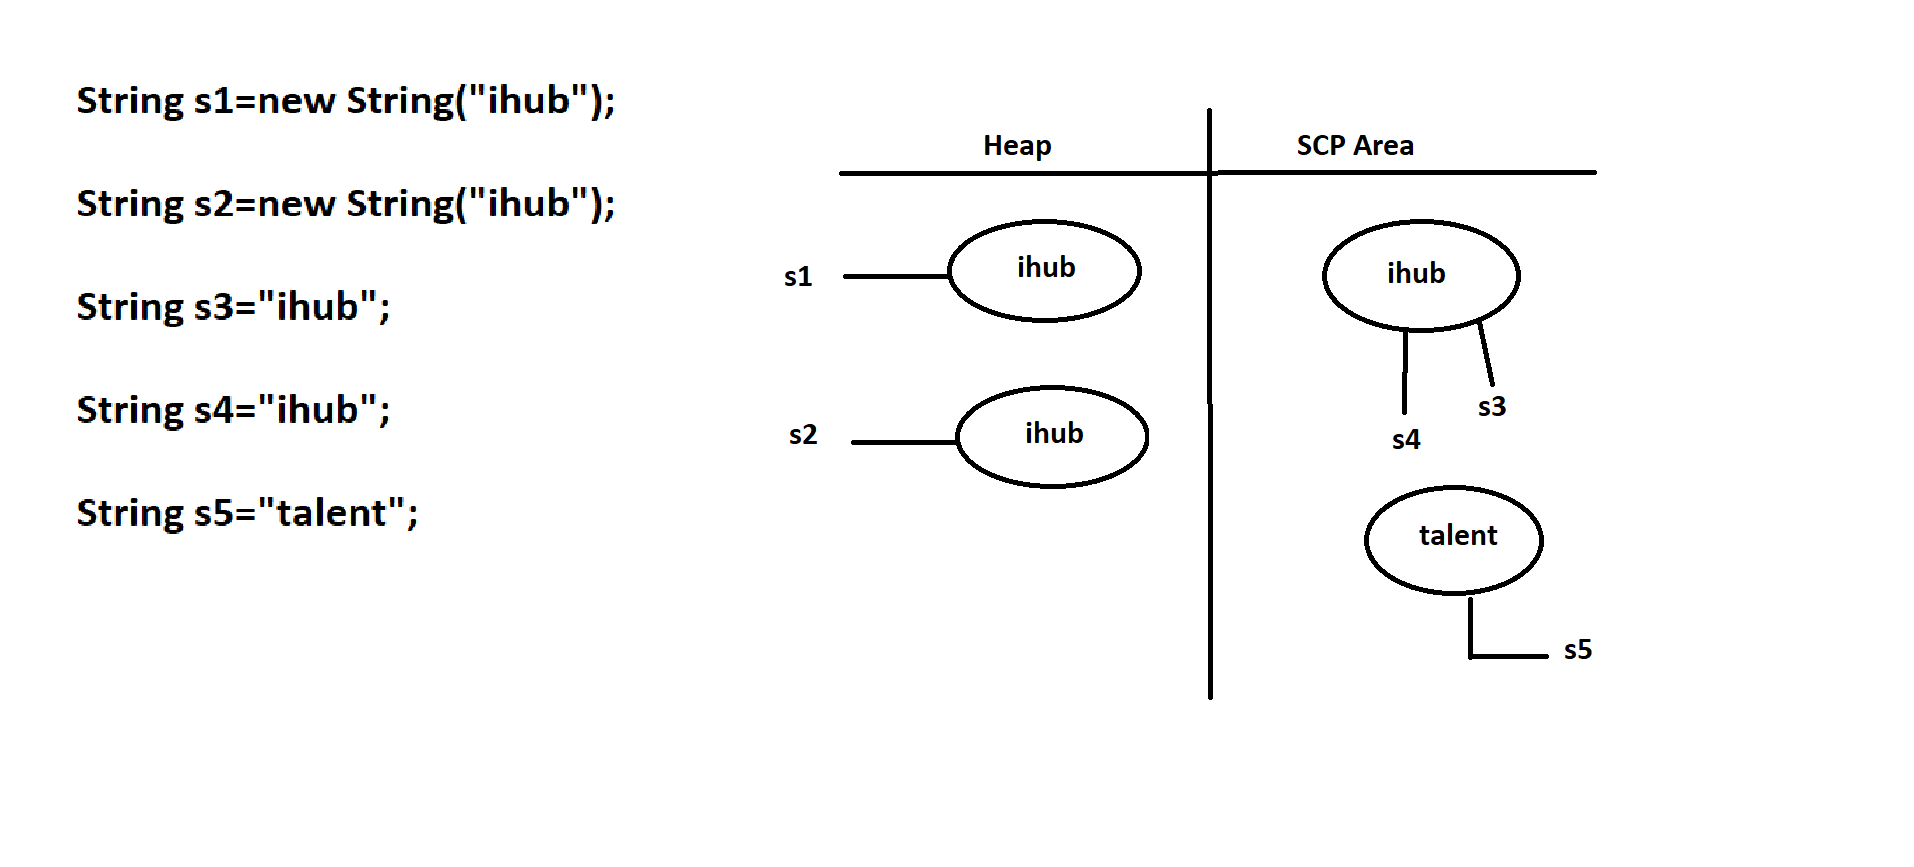 String s1=new String("ihub");
String s2=new String("ihub");
String s3="ihub";
String s4="ihub";
String s5="talent";
Heap
SCP Area
s1
ihub
ihub
s2
ihub
s3
s4
talent
s5